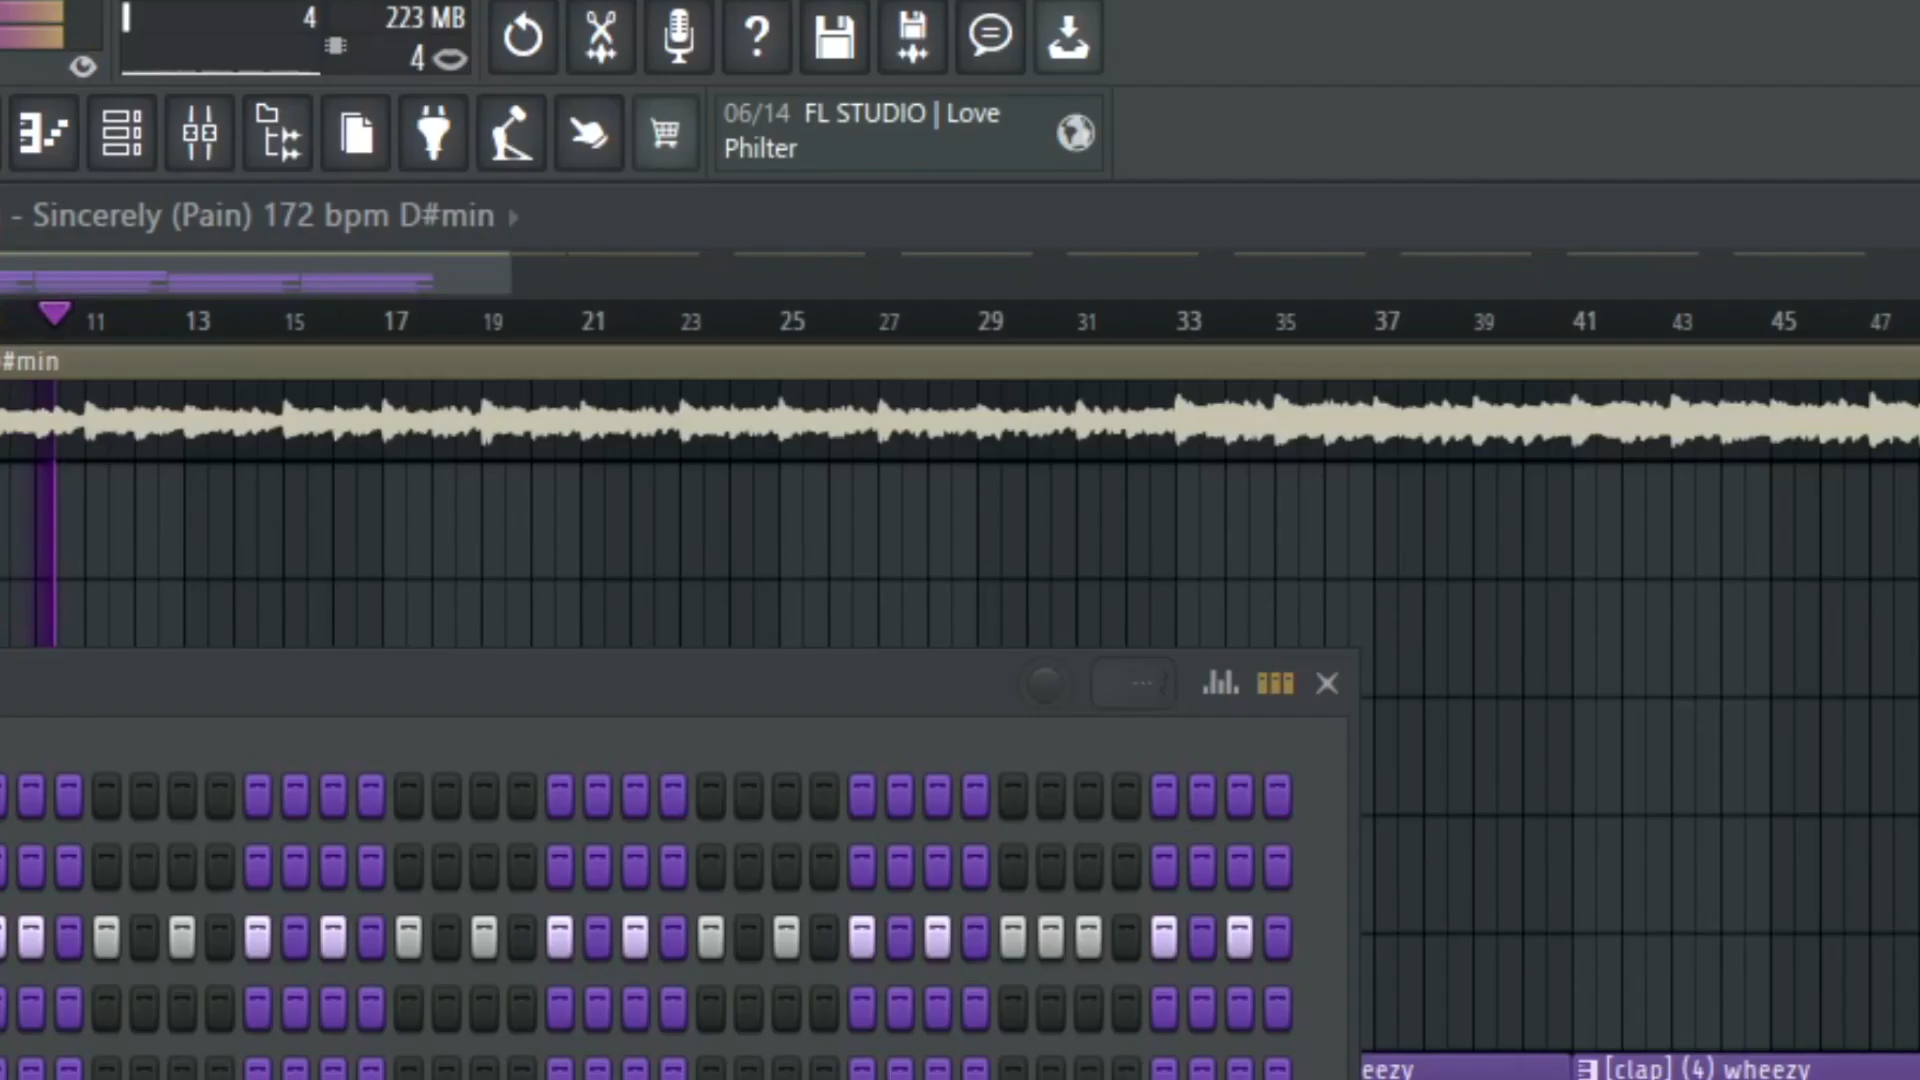 4
223 MB
4
06/14 FL STUDIO | Love
Philter
- Sincerely (Pain) 172 bpm D#min
11 13 15 17 19 21 23 25 27 29 31 33 35 37 39 41 43 45 47
#min
eezy
[clap] (4) wheezy